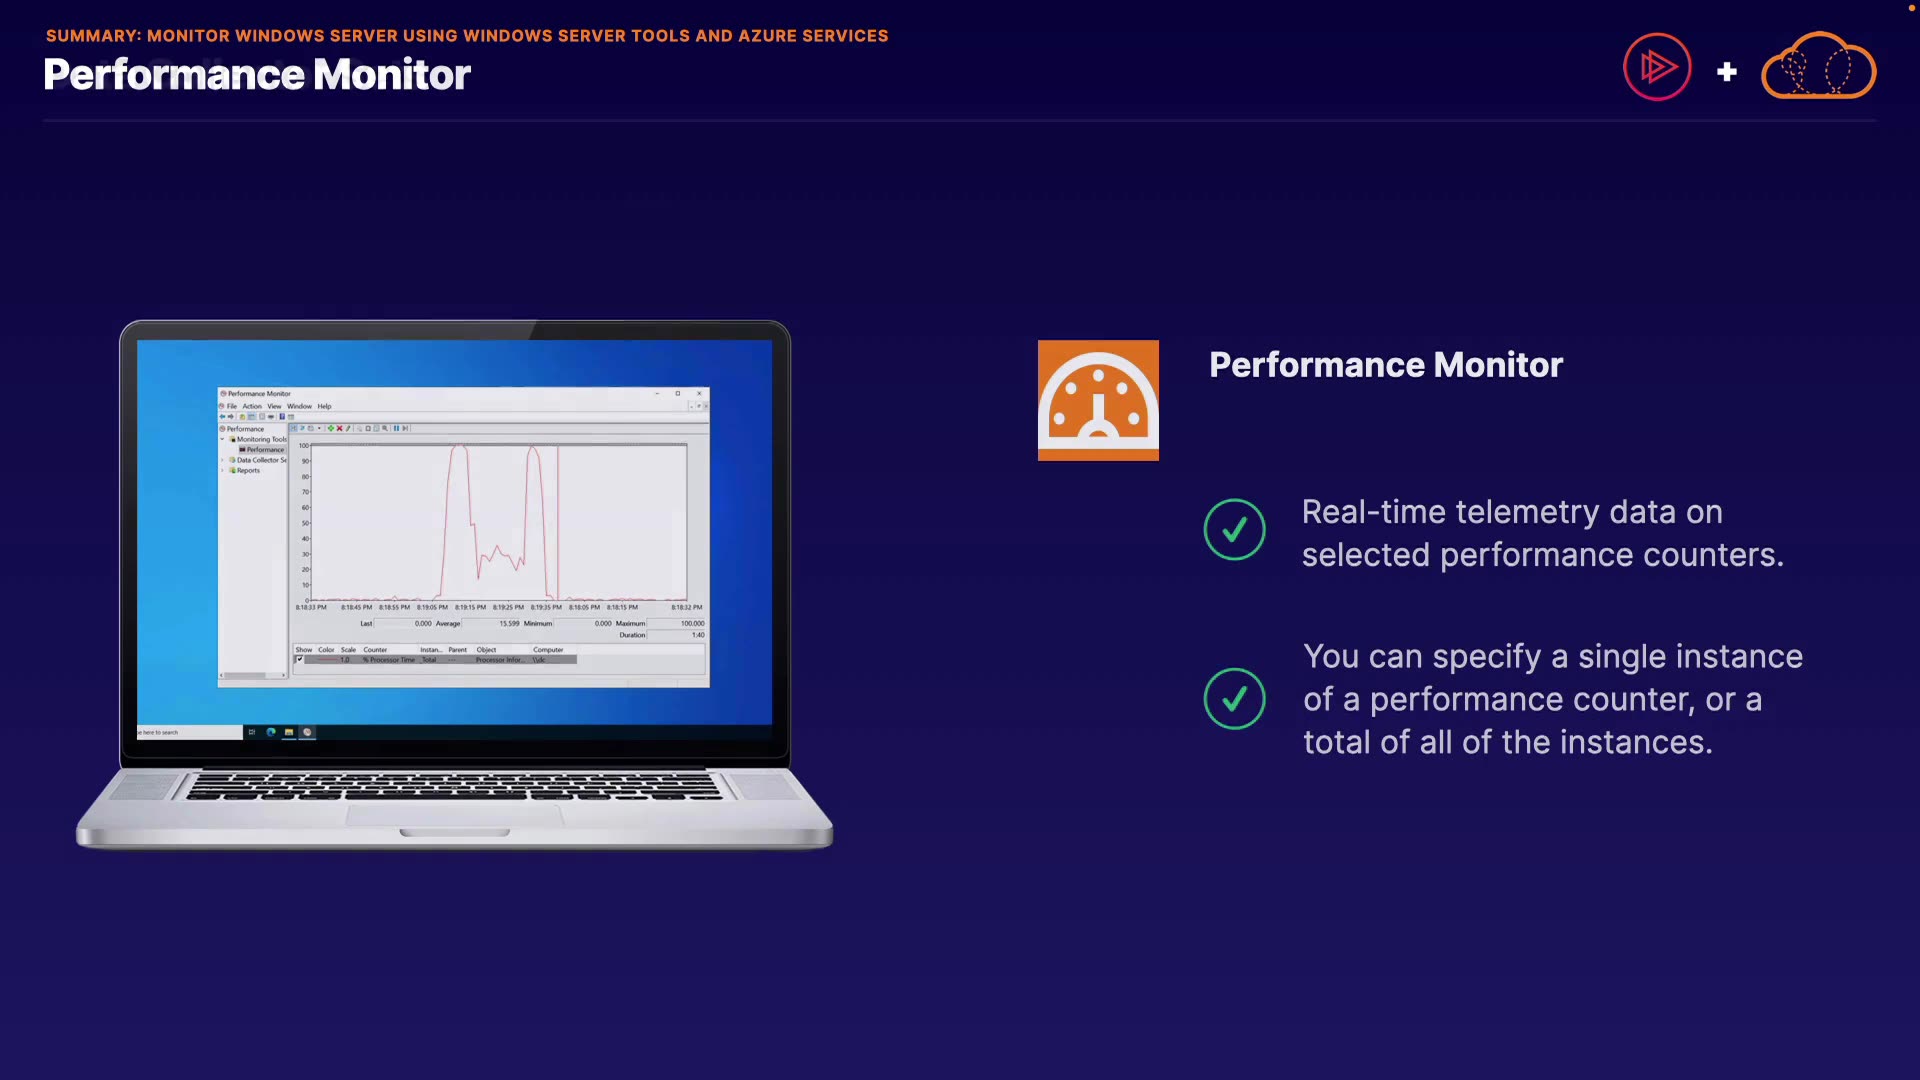 SUMMARY: MONITOR WINDOWS SERVER USING WINDOWS SERVER TOOLS AND AZURE SERVICES
Performance Monitor
Performance Monitor
File Action View Window Help
Performance
Monitoring Tools
Performance
Data Collector Se
Reports
100
90
80
70
60
50
40
30
20
10
0
8:18:33 PM 8:18:45 PM 8:18:55 PM 8:19:05 PM 8:19:15 PM 8:19:25 PM 8:19:35 PM 8:18:05 PM 8:18:15 PM 8:18:32 PM
Last 0.000 Average 15.599 Minimum 0.000 Maximum 100.000
Duration 1:40
Show Color Scale Counter Instan... Parent Object Computer
1.0 % Processor Time _Total --- Processor Infor...
e here to search
Performance Monitor
Real-time telemetry data on
selected performance counters.
You can specify a single instance
of a performance counter, or a
total of all of the instances.